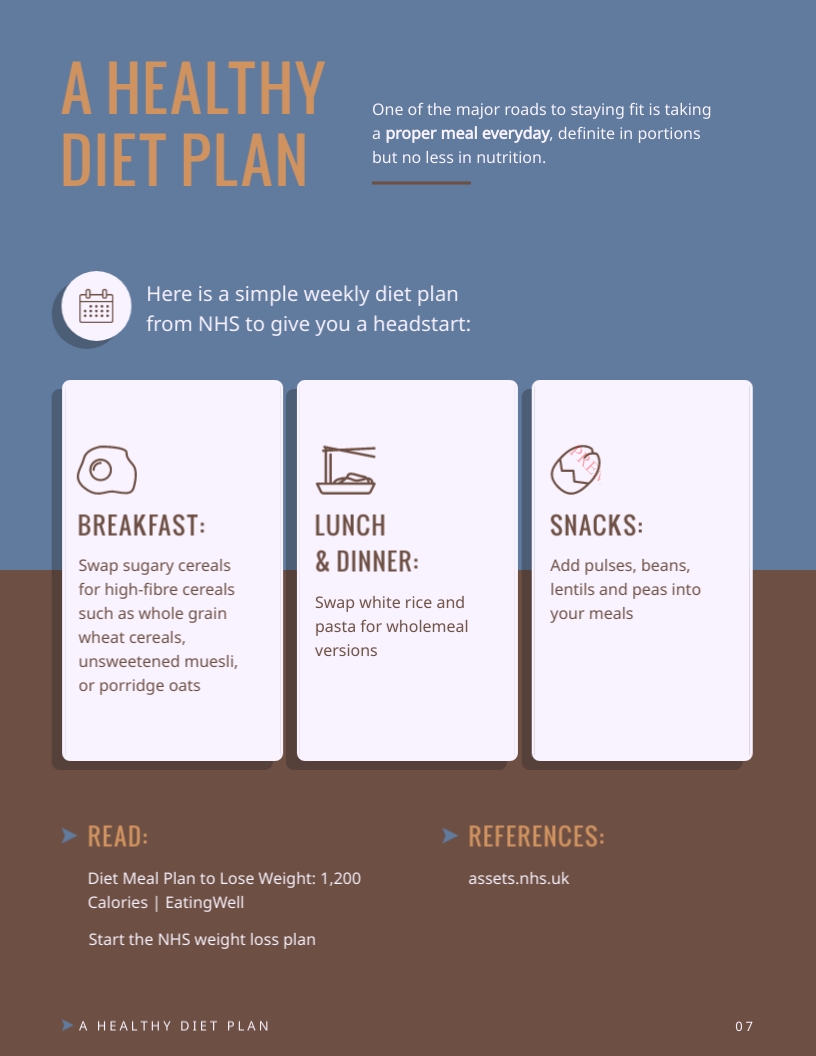 A HEALTHY
DIET PLAN
One of the major roads to staying fit is taking
a proper meal everyday, definite in portions
but no less in nutrition.
Here is a simple weekly diet plan
from NHS to give you a headstart:
BREAKFAST:
Swap sugary cereals
for high-fibre cereals
such as whole grain
wheat cereals,
unsweetened muesli,
or porridge oats
LUNCH
& DINNER:
Swap white rice and
pasta for wholemeal
versions
SNACKS:
Add pulses, beans,
lentils and peas into
your meals
READ:
Diet Meal Plan to Lose Weight: 1,200
Calories | EatingWell
Start the NHS weight loss plan
REFERENCES:
assets.nhs.uk
A HEALTHY DIET PLAN
07